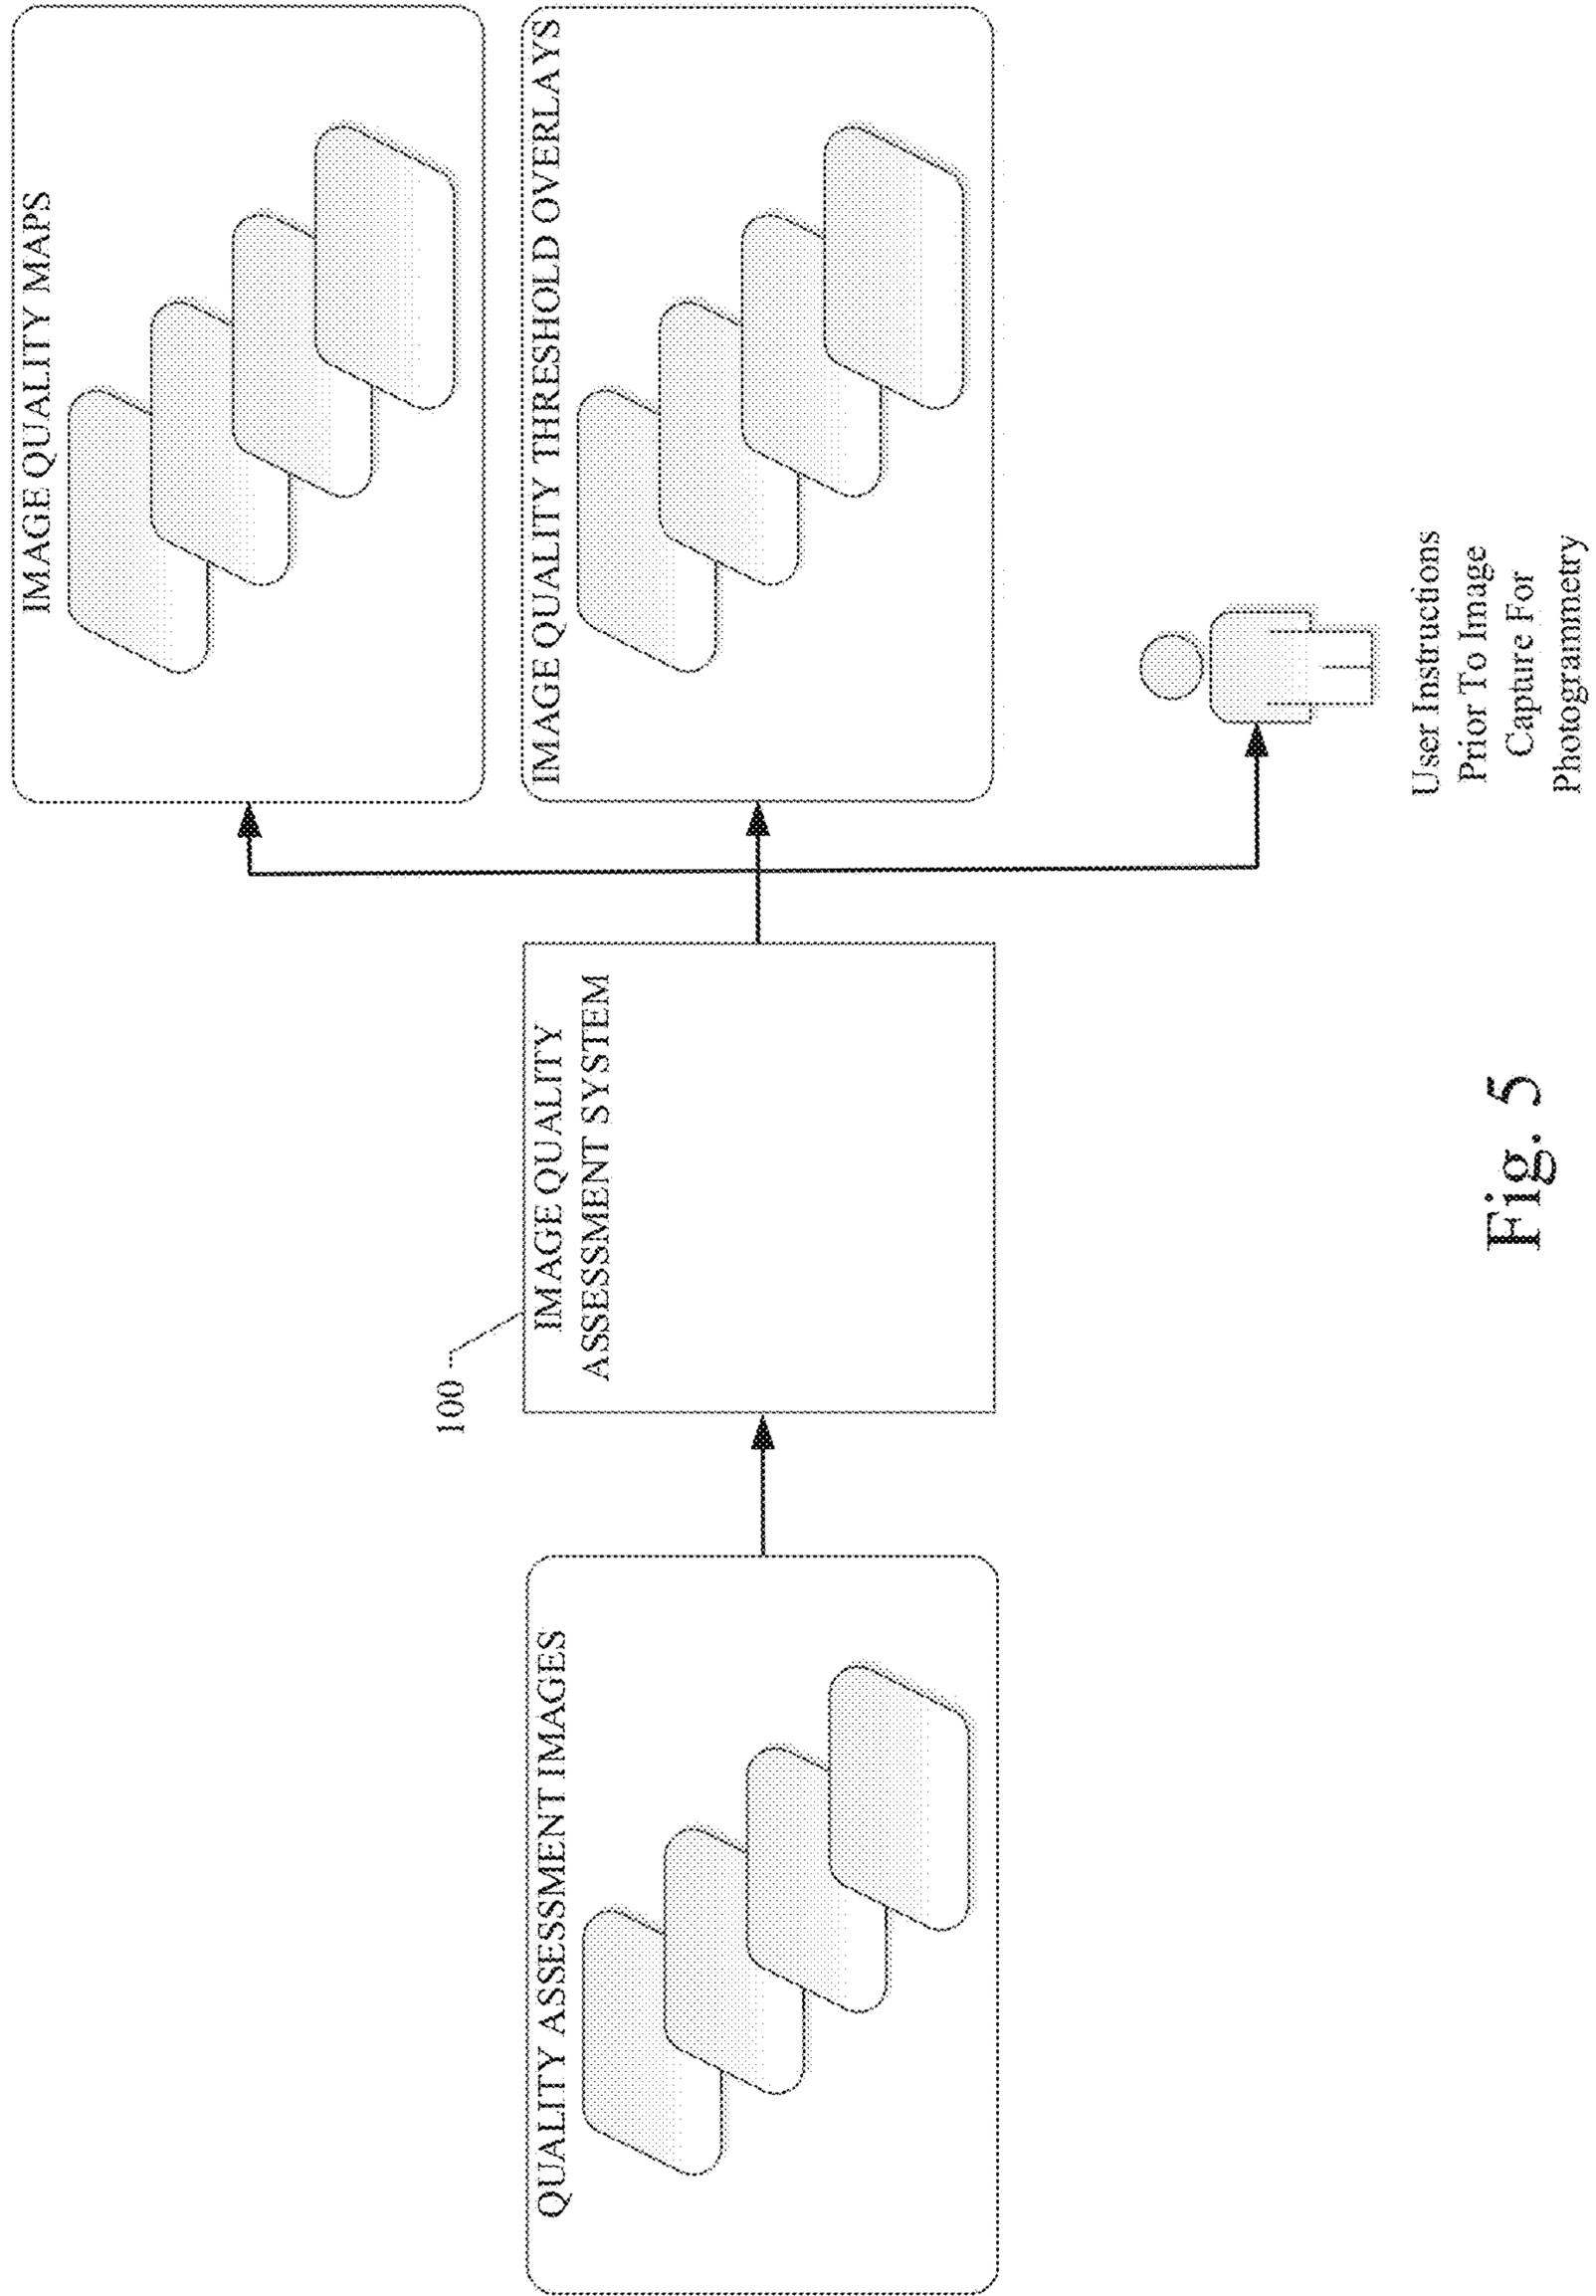 QUALITY ASSESSMENT IMAGES
100
IMAGE QUALITY
ASSESSMENT SYSTEM
IMAGE QUALITY MAPS
IMAGE QUALITY THRESHOLD OVERLAYS
User Instructions
Prior To Image
Capture For
Photogrammetry
Fig. 5